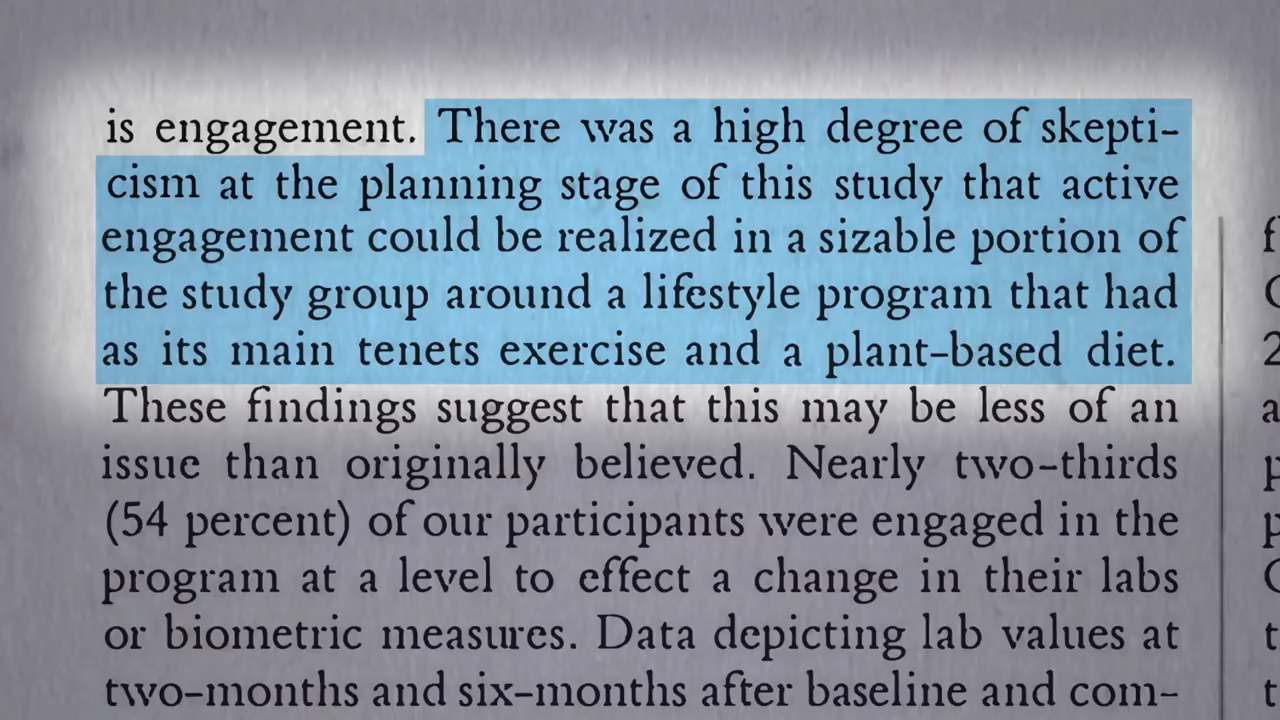 is engagement. There was a high degree of skepti-
cism at the planning stage of this study that active
engagement could be realized in a sizable portion of
the study group around a lifestyle program that had
as its main tenets exercise and a plant-based diet.
These findings suggest that this may be less of an
issue than originally believed. Nearly two-thirds
(54 percent) of our participants were engaged in the
program at a level to effect a change in their labs
or biometric measures. Data depicting lab values at
two-months and six-months after baseline and com-